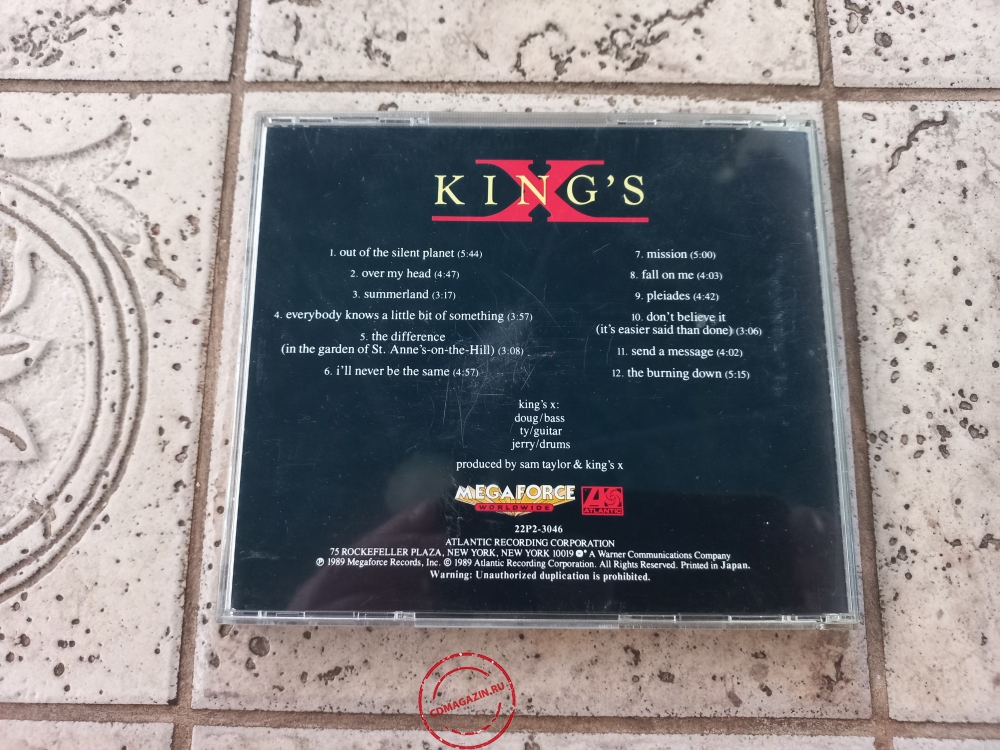 KING'S X
1. out of the silent planet (5:44)
2. over my head (4:47)
3. summerland (3:17)
4. everybody knows a little bit of something (3:57)
5. the difference
(in the garden of St. Anne's-on-the-Hill) (3:08)
6. i'll never be the same (4:57)
7. mission (5:00)
8. fall on me (4:03)
9. pleiades (4:42)
10. don't believe it
(it's easier said than done) (3:06)
11. send a message (4:02)
12. the burning down (5:15)
king's x:
doug/bass
ty/guitar
jerry/drums
produced by sam taylor & king's x
MEGAFORCE
WORLDWIDE
ATLANTIC
22P2-3046
ATLANTIC RECORDING CORPORATION
75 ROCKEFELLER PLAZA, NEW YORK, NEW YORK 10019 A Warner Communications Company
℗ 1989 Megaforce Records, Inc. © 1989 Atlantic Recording Corporation. All Rights Reserved. Printed in Japan.
Warning: Unauthorized duplication is prohibited.
CDMAGAZIN.RU